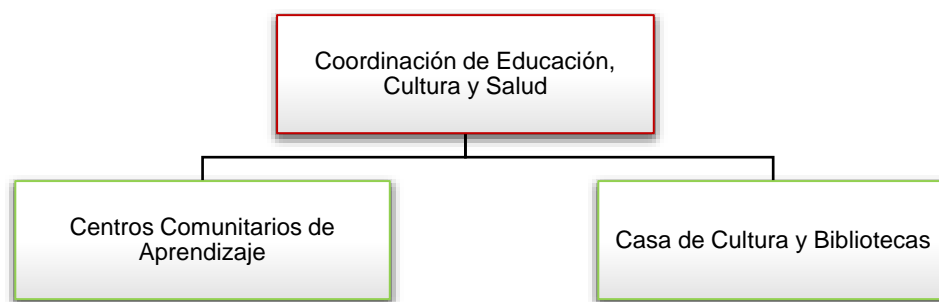 Coordinación de Educación,
Cultura y Salud
Centros Comunitarios de
Aprendizaje
Casa de Cultura y Bibliotecas